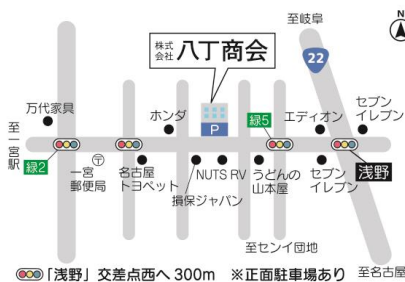 N
至岐阜
22
株式会社 八丁商会
万代家具
ホンダ
P
緑5
エディオン
セブン
イレブン
至一宮駅
緑2
一宮
郵便局
名古屋
トヨペット
NUTS RV
損保ジャパン
うどんの
山本屋
セブン
イレブン
浅野
至センイ団地
至名古屋
「浅野」交差点西へ300m ※正面駐車場あり